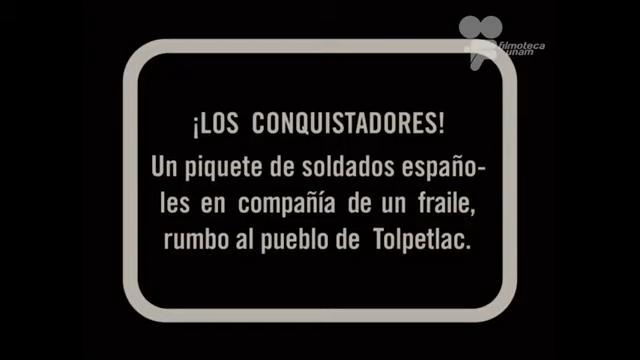 filmoteca
unam
¡LOS CONQUISTADORES!
Un piquete de soldados españo-
les en compañía de un fraile,
rumbo al pueblo de Tolpetlac.